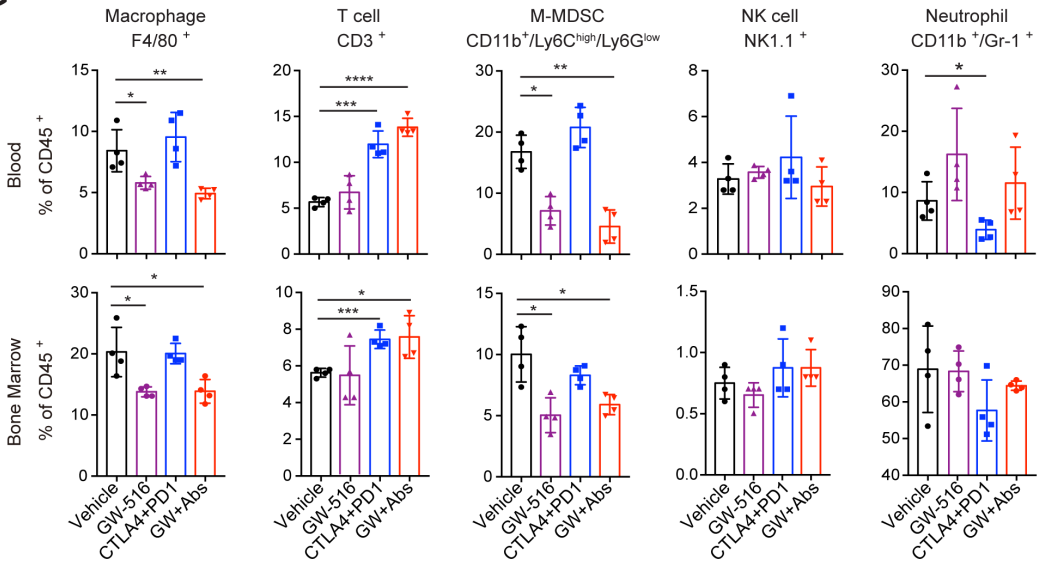 Macrophage
F4/80 +
T cell
CD3 +
M-MDSC
CD11b+/Ly6Chigh/Ly6Glow
NK cell
NK1.1 +
Neutrophil
CD11b +/Gr-1 +
Blood
% of CD45 +
15
10
5
0
**
*
20
15
10
5
0
****
***
30
20
10
0
**
*
8
6
4
2
0
30
20
10
0
*
Bone Marrow
% of CD45 +
30
20
10
0
*
*
10
8
6
4
2
0
*
***
15
10
5
0
*
*
1.5
1.0
0.5
0.0
90
80
70
60
50
40
Vehicle
GW-516
CTLA4+PD1
GW+Abs
Vehicle
GW-516
CTLA4+PD1
GW+Abs
Vehicle
GW-516
CTLA4+PD1
GW+Abs
Vehicle
GW-516
CTLA4+PD1
GW+Abs
Vehicle
GW-516
CTLA4+PD1
GW+Abs